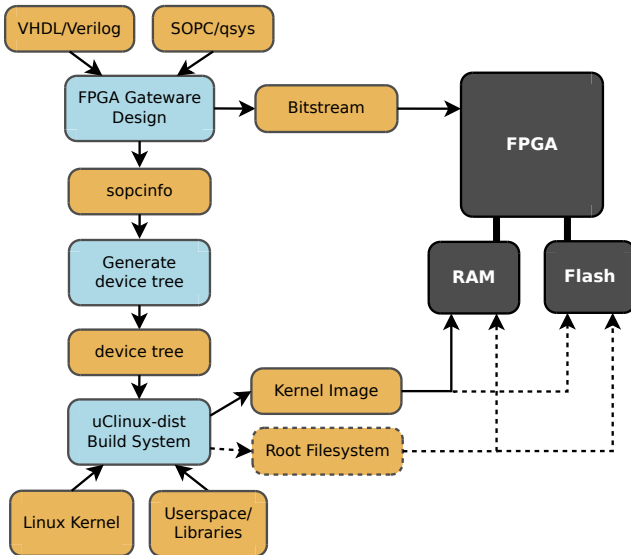 VHDL/Verilog
SOPC/qsys
FPGA Gateware
Design
Bitstream
FPGA
sopcinfo
Generate
device tree
RAM
Flash
device tree
Kernel Image
uClinux-dist
Build System
Root Filesystem
Linux Kernel
Userspace/
Libraries